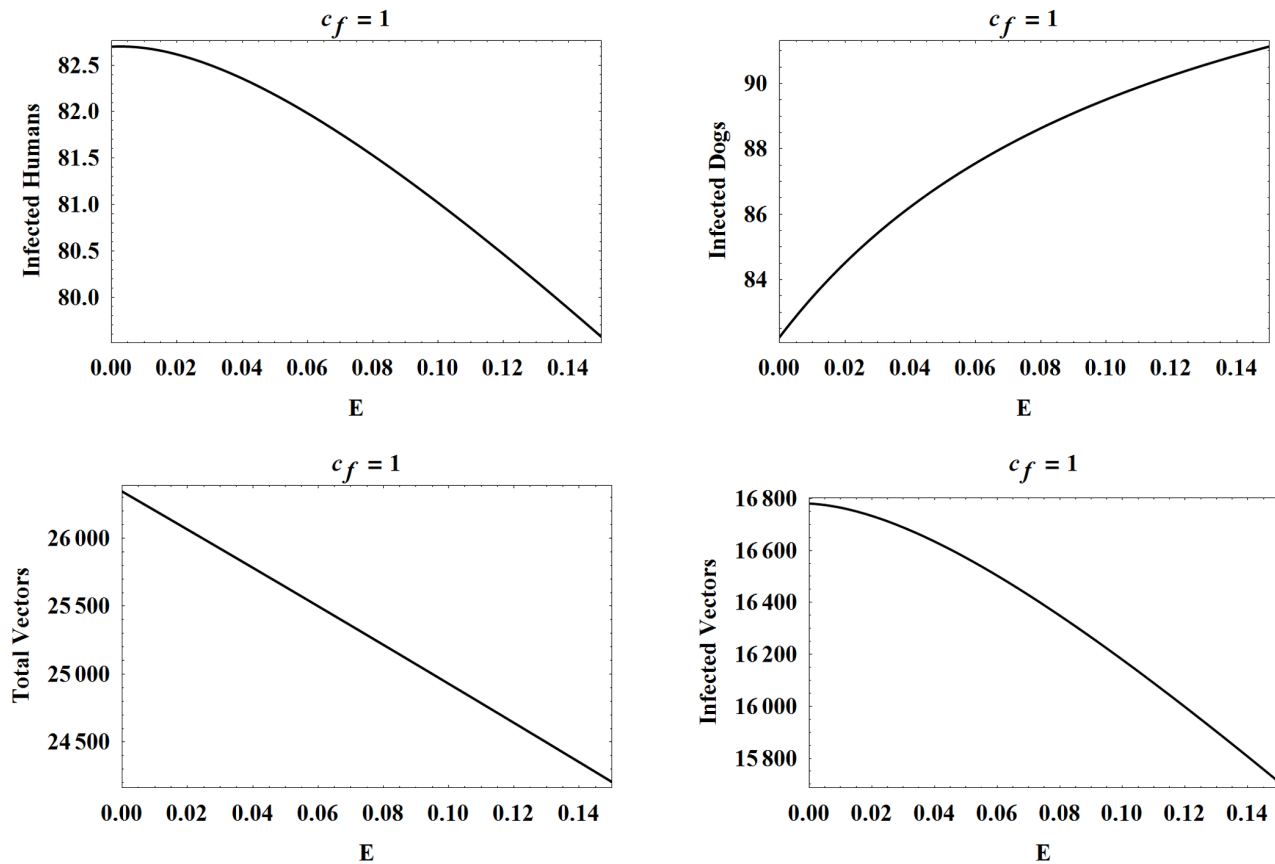 c_f = 1
Infected Humans
82.5
82.0
81.5
81.0
80.5
80.0
0.00 0.02 0.04 0.06 0.08 0.10 0.12 0.14
E
c_f = 1
Infected Dogs
90
88
86
84
0.00 0.02 0.04 0.06 0.08 0.10 0.12 0.14
E
c_f = 1
Total Vectors
26 000
25 500
25 000
24 500
0.00 0.02 0.04 0.06 0.08 0.10 0.12 0.14
E
c_f = 1
Infected Vectors
16 800
16 600
16 400
16 200
16 000
15 800
0.00 0.02 0.04 0.06 0.08 0.10 0.12 0.14
E